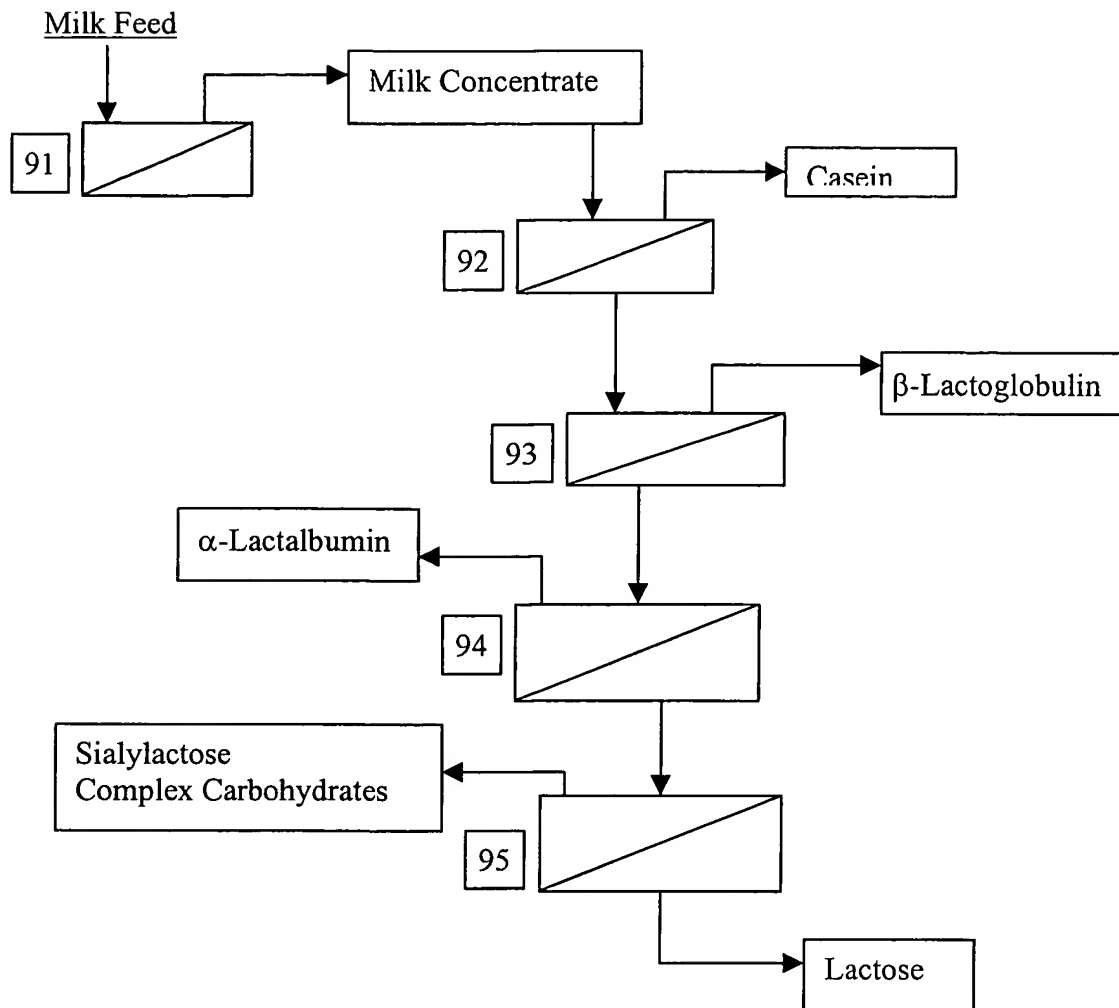 Milk Feed
Milk Concentrate
91
Casein
92
β-Lactoglobulin
93
α-Lactalbumin
94
Sialylactose
Complex Carbohydrates
95
Lactose